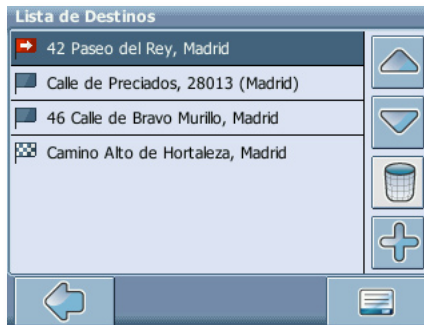 Lista de Destinos
42 Paseo del Rey, Madrid
Calle de Preciados, 28013 (Madrid)
46 Calle de Bravo Murillo, Madrid
Camino Alto de Hortaleza, Madrid